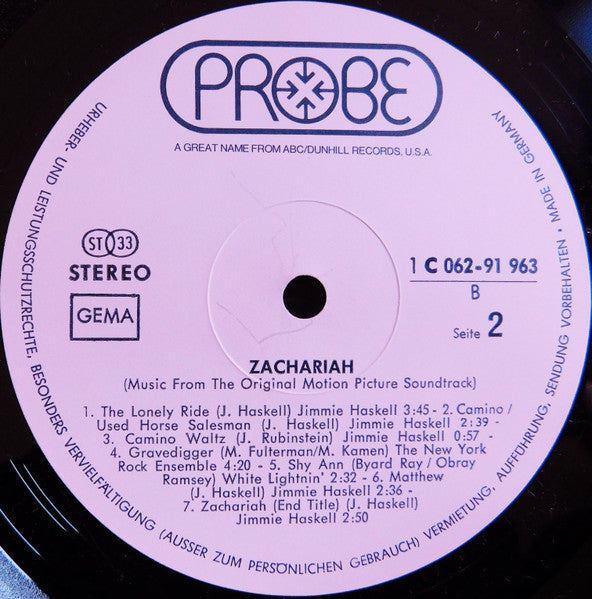 PROBE
A GREAT NAME FROM ABC/DUNHILL RECORDS, U.S.A.
URHEBER- UND LEISTUNGSSCHUTZRECHTE, BESONDERS VERVIELFÄLTIGUNG (AUSSER ZUM PERSÖNLICHEN GEBRAUCH) VERMIETUNG, AUFFÜHRUNG, SENDUNG VORBEHALTEN • MADE IN GERMANY
ST 33
STEREO
GEMA
1 C 062-91 963
B
Seite 2
ZACHARIAH
(Music From The Original Motion Picture Soundtrack)
1. The Lonely Ride (J. Haskell) Jimmie Haskell 3:45 - 2. Camino /
Used Horse Salesman (J. Haskell) Jimmie Haskell 2:39 -
3. Camino Waltz (J. Rubinstein) Jimmie Haskell 0:57 -
4. Gravedigger (M. Fulterman/M. Kamen) The New York
Rock Ensemble 4:20 - 5. Shy Ann (Byard Ray / Obray
Ramsey) White Lightnin' 2:32 - 6. Matthew
(J. Haskell) Jimmie Haskell 2:36 -
7. Zachariah (End Title) (J. Haskell)
Jimmie Haskell 2:50